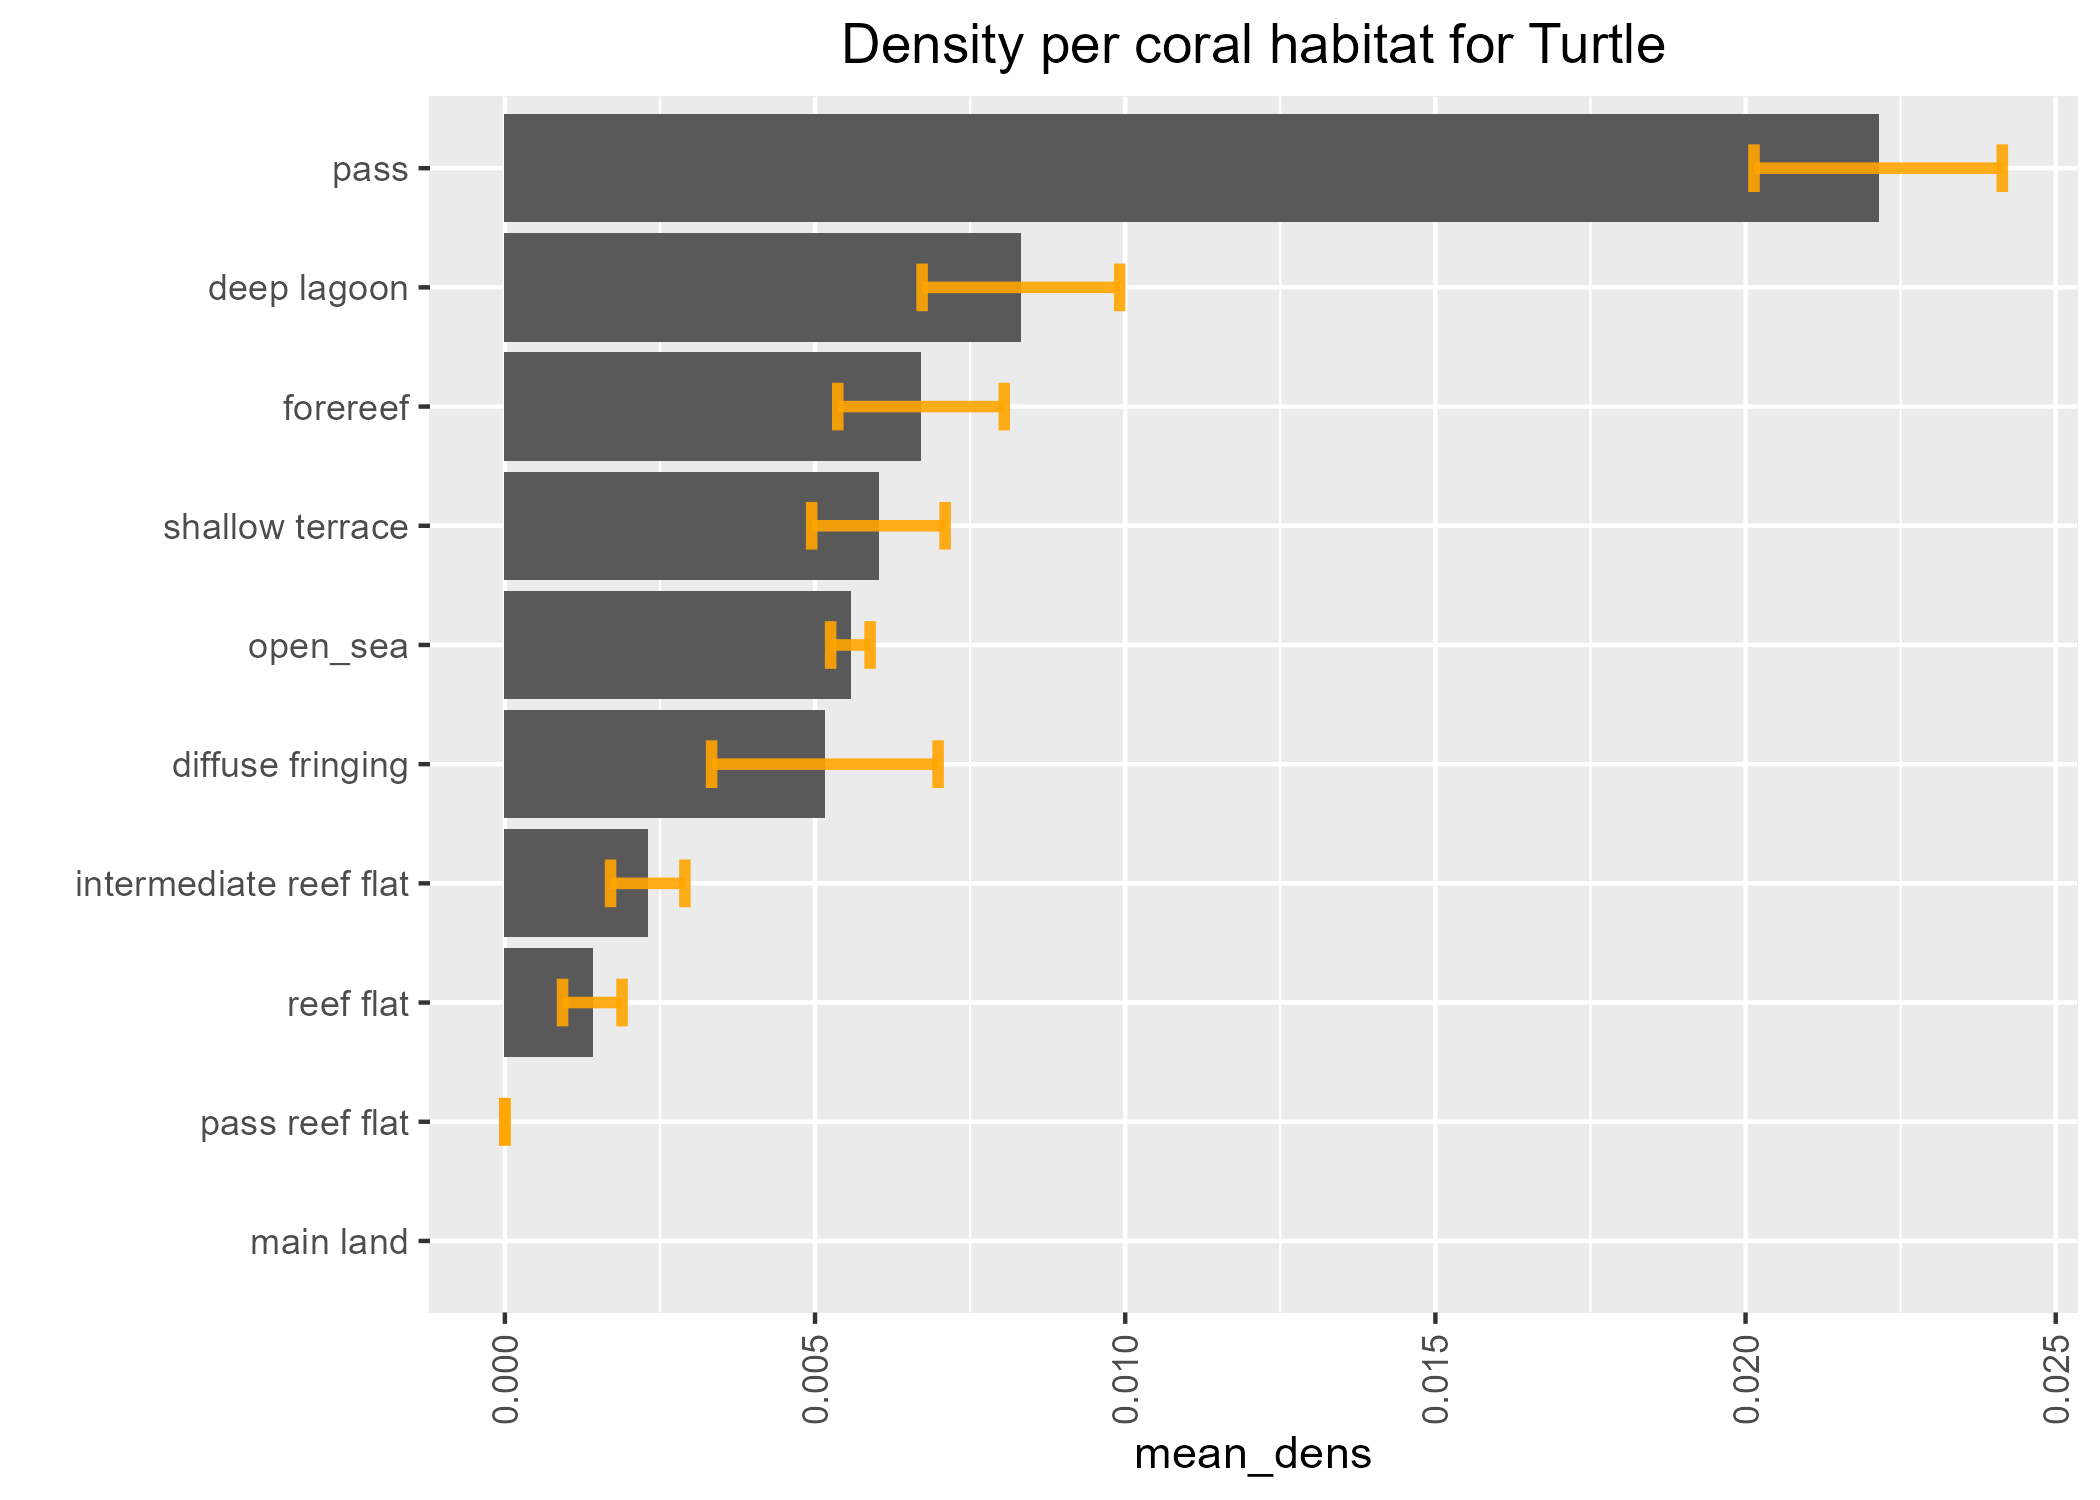 Density per coral habitat for Turtle
pass
deep lagoon
forereef
shallow terrace
open_sea
diffuse fringing
intermediate reef flat
reef flat
pass reef flat
main land
0.000
0.005
0.010
0.015
0.020
0.025
mean_dens